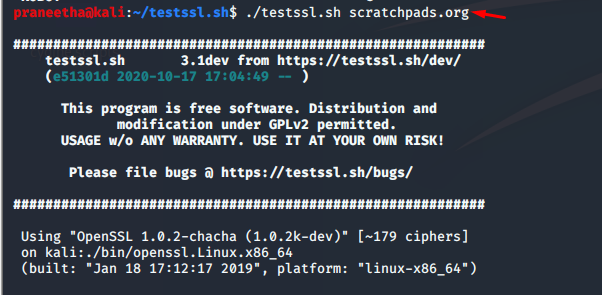 praneetha@kali:~/testssl.sh$ ./testssl.sh scratchpads.org
###########################################################
testssl.sh 3.1dev from https://testssl.sh/dev/
(e51301d 2020-10-17 17:04:49 -- )
This program is free software. Distribution and
modification under GPLv2 permitted.
USAGE w/o ANY WARRANTY. USE IT AT YOUR OWN RISK!
Please file bugs @ https://testssl.sh/bugs/
###########################################################
Using "OpenSSL 1.0.2-chacha (1.0.2k-dev)" [~179 ciphers]
on kali:./bin/openssl.Linux.x86_64
(built: "Jan 18 17:12:17 2019", platform: "linux-x86_64")